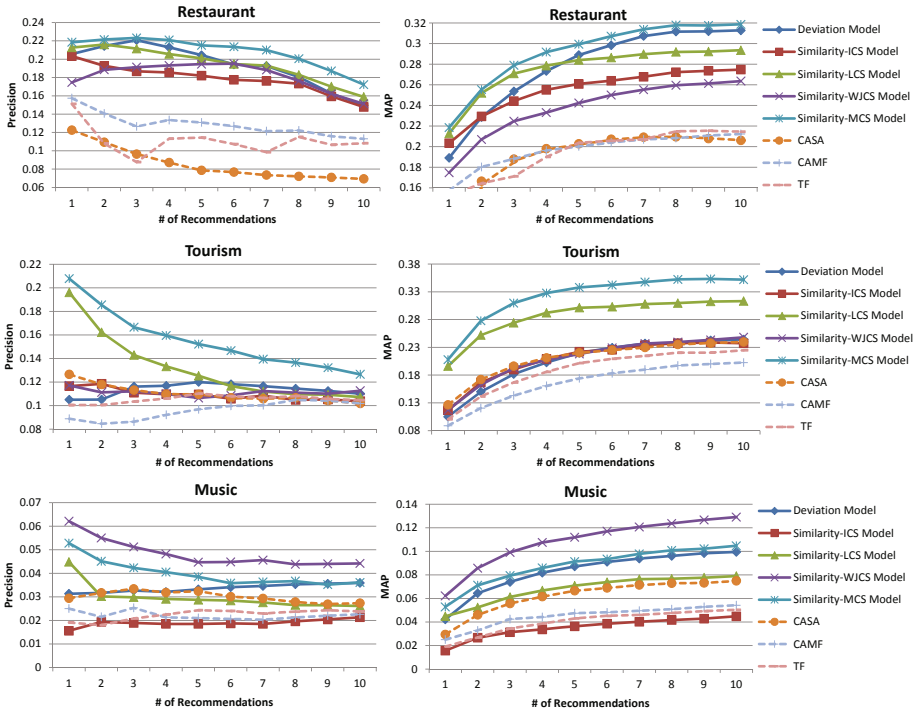 Restaurant
Precision
0.24
0.22
0.2
0.18
0.16
0.14
0.12
0.1
0.08
0.06
1 2 3 4 5 6 7 8 9 10
# of Recommendations
Restaurant
MAP
0.32
0.3
0.28
0.26
0.24
0.22
0.2
0.18
0.16
1 2 3 4 5 6 7 8 9 10
# of Recommendations
Deviation Model
Similarity-ICS Model
Similarity-LCS Model
Similarity-WJCS Model
Similarity-MCS Model
CASA
CAMF
TF
Tourism
Precision
0.22
0.2
0.18
0.16
0.14
0.12
0.1
0.08
1 2 3 4 5 6 7 8 9 10
# of Recommendations
Tourism
MAP
0.38
0.33
0.28
0.23
0.18
0.13
0.08
1 2 3 4 5 6 7 8 9 10
# of Recommendations
Deviation Model
Similarity-ICS Model
Similarity-LCS Model
Similarity-WJCS Model
Similarity-MCS Model
CASA
CAMF
TF
Music
Precision
0.07
0.06
0.05
0.04
0.03
0.02
0.01
0
1 2 3 4 5 6 7 8 9 10
# of Recommendations
Music
MAP
0.14
0.12
0.1
0.08
0.06
0.04
0.02
0
1 2 3 4 5 6 7 8 9 10
# of Recommendations
Deviation Model
Similarity-ICS Model
Similarity-LCS Model
Similarity-WJCS Model
Similarity-MCS Model
CASA
CAMF
TF